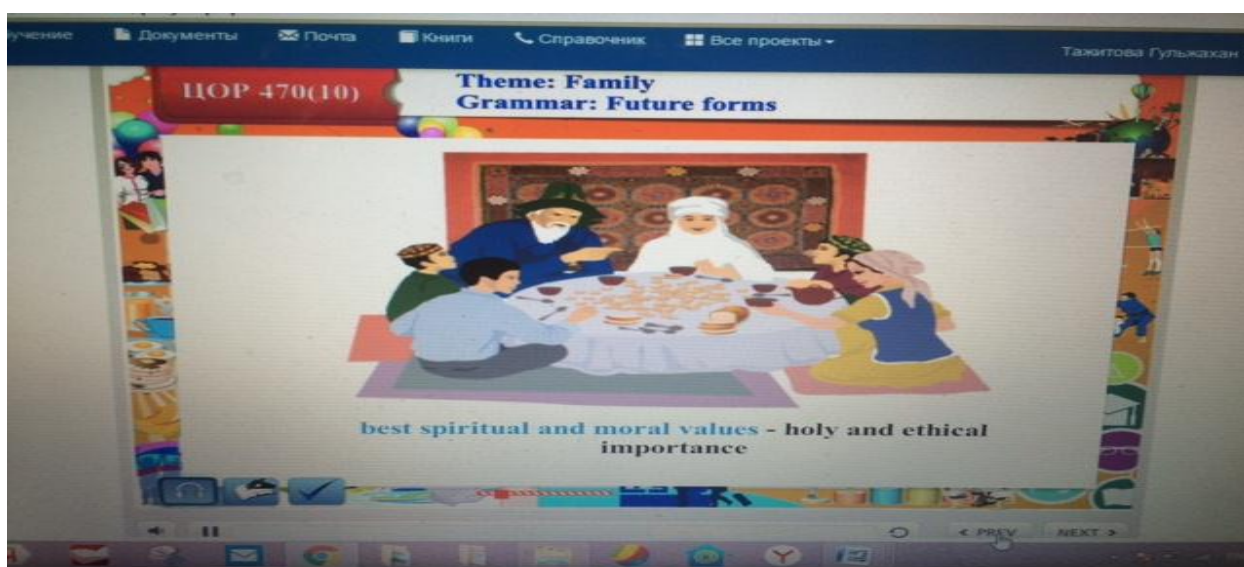 учение Документы Почта Книги Справочник Все проекты
Тажитова Гульжахан
ЦОР 470(10)
Theme: Family
Grammar: Future forms
best spiritual and moral values - holy and ethical
importance
< PREV NEXT >